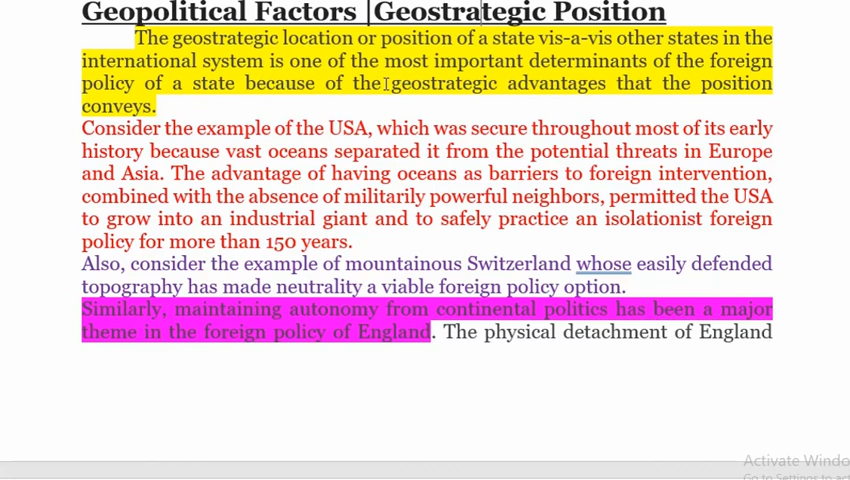 Geopolitical Factors |Geostrategic Position
The geostrategic location or position of a state vis-a-vis other states in the
international system is one of the most important determinants of the foreign
policy of a state because of the geostrategic advantages that the position
conveys.
Consider the example of the USA, which was secure throughout most of its early
history because vast oceans separated it from the potential threats in Europe
and Asia. The advantage of having oceans as barriers to foreign intervention,
combined with the absence of militarily powerful neighbors, permitted the USA
to grow into an industrial giant and to safely practice an isolationist foreign
policy for more than 150 years.
Also, consider the example of mountainous Switzerland whose easily defended
topography has made neutrality a viable foreign policy option.
Similarly, maintaining autonomy from continental politics has been a major
theme in the foreign policy of England. The physical detachment of England
Activate Windo
Go to Settings to act